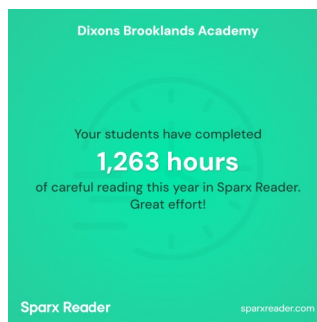 Dixons Brooklands Academy
Your students have completed
1,263 hours
of careful reading this year in Sparx Reader.
Great effort!
Sparx Reader
sparxreader.com